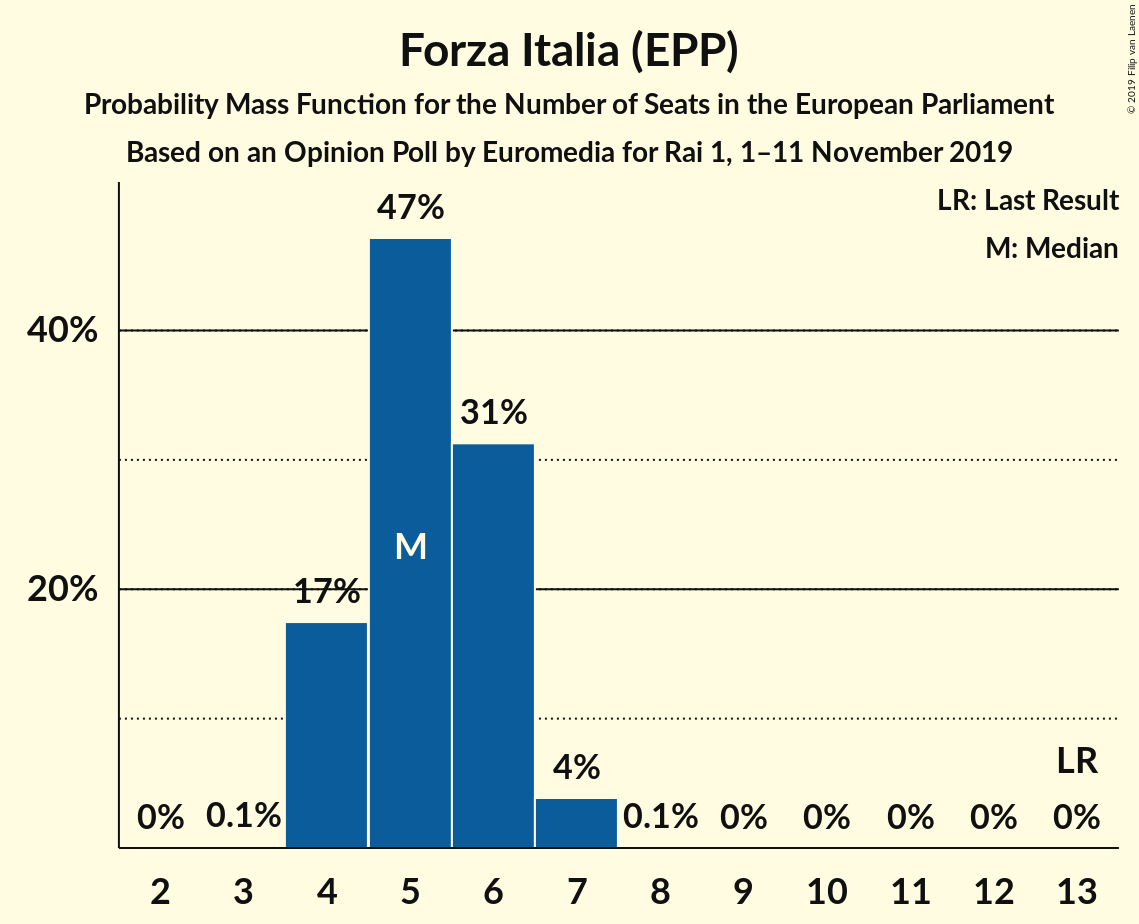 Forza Italia (EPP)
Probability Mass Function for the Number of Seats in the European Parliament
Based on an Opinion Poll by Euromedia for Rai 1, 1–11 November 2019
© 2019 Filip van Laenen
LR: Last Result
M: Median
40%
20%
0%
0.1%
17%
47%
M
31%
4%
0.1%
0%
0%
0%
0%
LR
0%
2 3 4 5 6 7 8 9 10 11 12 13